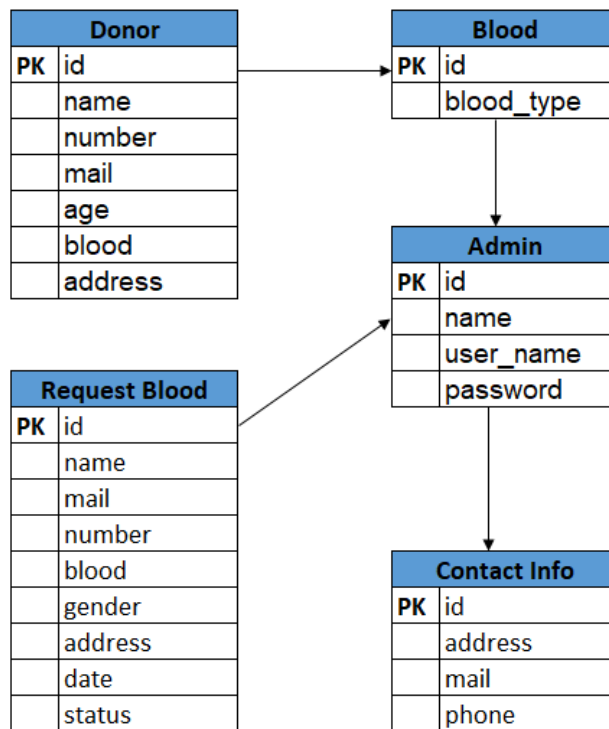 Donor
PK id
name
number
mail
age
blood
address
Blood
PK id
blood_type
Admin
PK id
name
user_name
password
Request Blood
PK id
name
mail
number
blood
gender
address
date
status
Contact Info
PK id
address
mail
phone